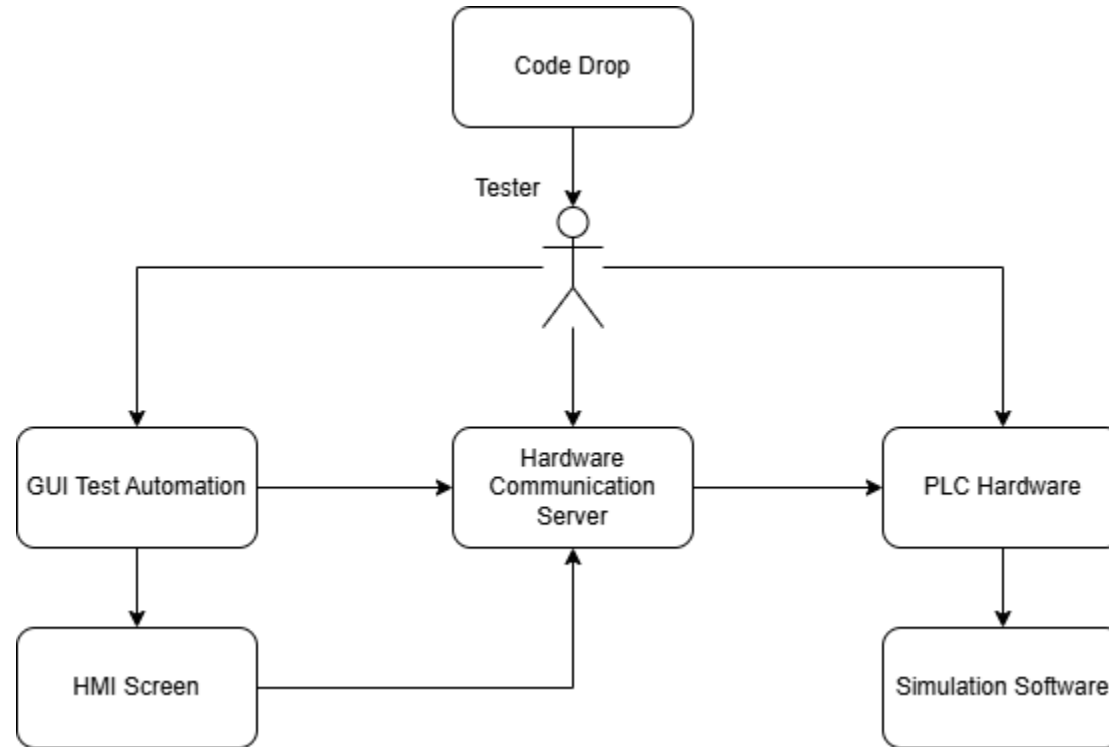 Code Drop
Tester
GUI Test Automation
Hardware
Communication
Server
PLC Hardware
HMI Screen
Simulation Software